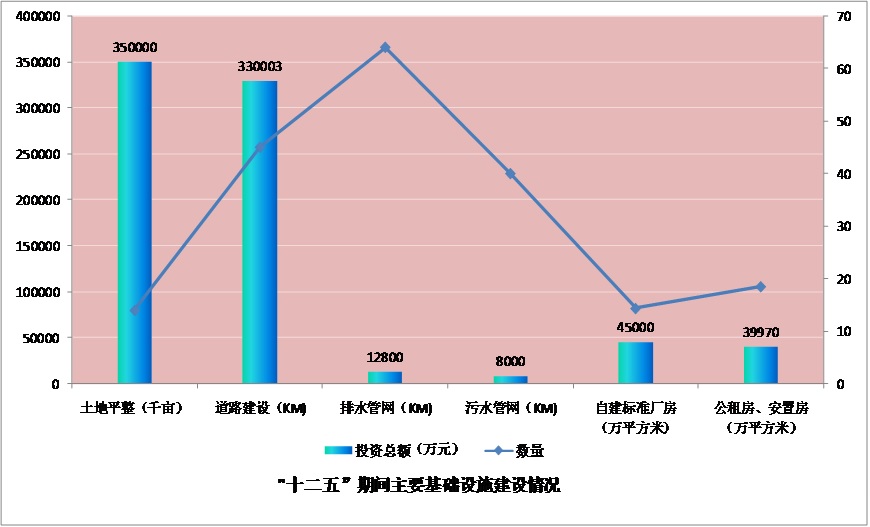 400000
350000
300000
250000
200000
150000
100000
50000
0
70
60
50
40
30
20
10
0
350000
330003
12800
8000
45000
39970
土地平整（千亩）
道路建设（KM)
排水管网（KM)
污水管网（KM)
自建标准厂房
（万平方米）
公租房、安置房
（万平方米）
投资总额（万元）
数量
"十二五”期间主要基础设施建设情况